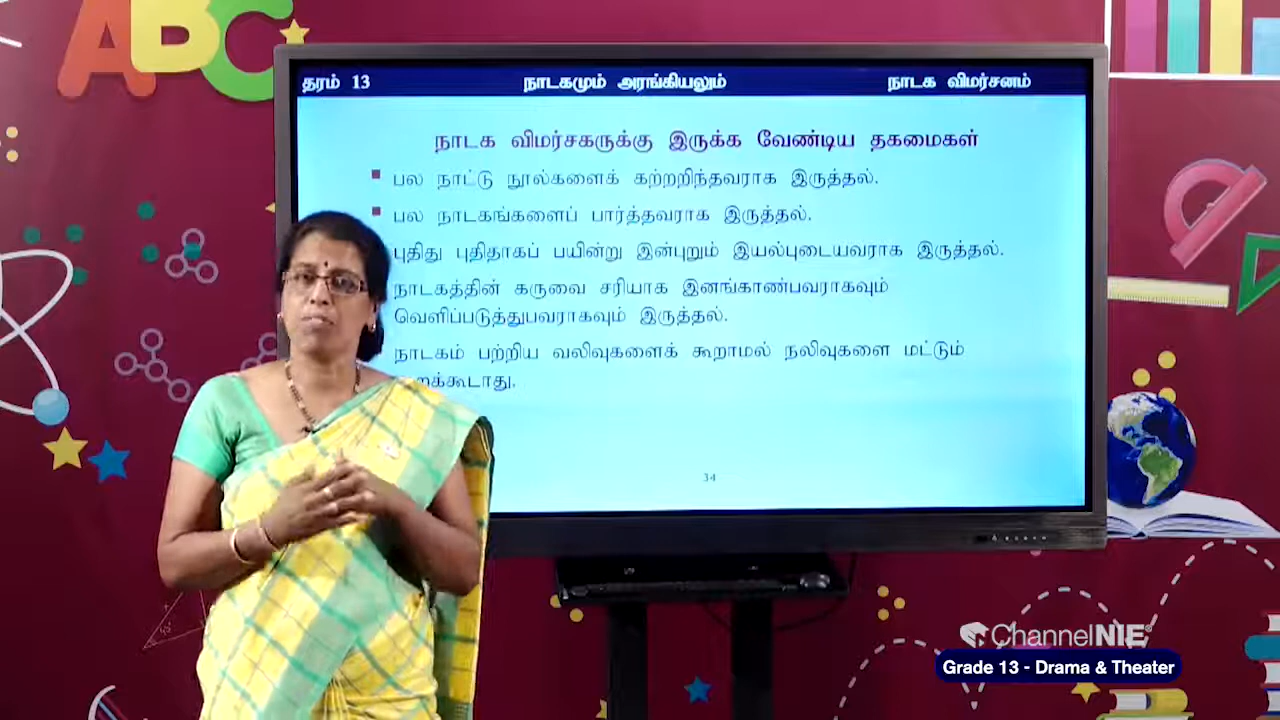 ABC
தரம் 13 நாடகமும் அரங்கியலும் நாடக விமர்சனம்
நாடக விமர்சகருக்கு இருக்க வேண்டிய தகமைகள்
பல நாட்டு நூல்களைக் கற்றறிந்தவராக இருத்தல்.
பல நாடகங்களைப் பார்த்தவராக இருத்தல்.
புதிது புதிதாகப் பயின்று இன்புறும் இயல்புடையவராக இருத்தல்.
நாடகத்தின் கருவை சரியாக இனங்காண்பவராகவும்
வெளிப்படுத்துபவராகவும் இருத்தல்.
நாடகம் பற்றிய வலிவுகளைக் கூறாமல் நலிவுகளை மட்டும்
34
ChannelNIE
Grade 13 - Drama & Theater